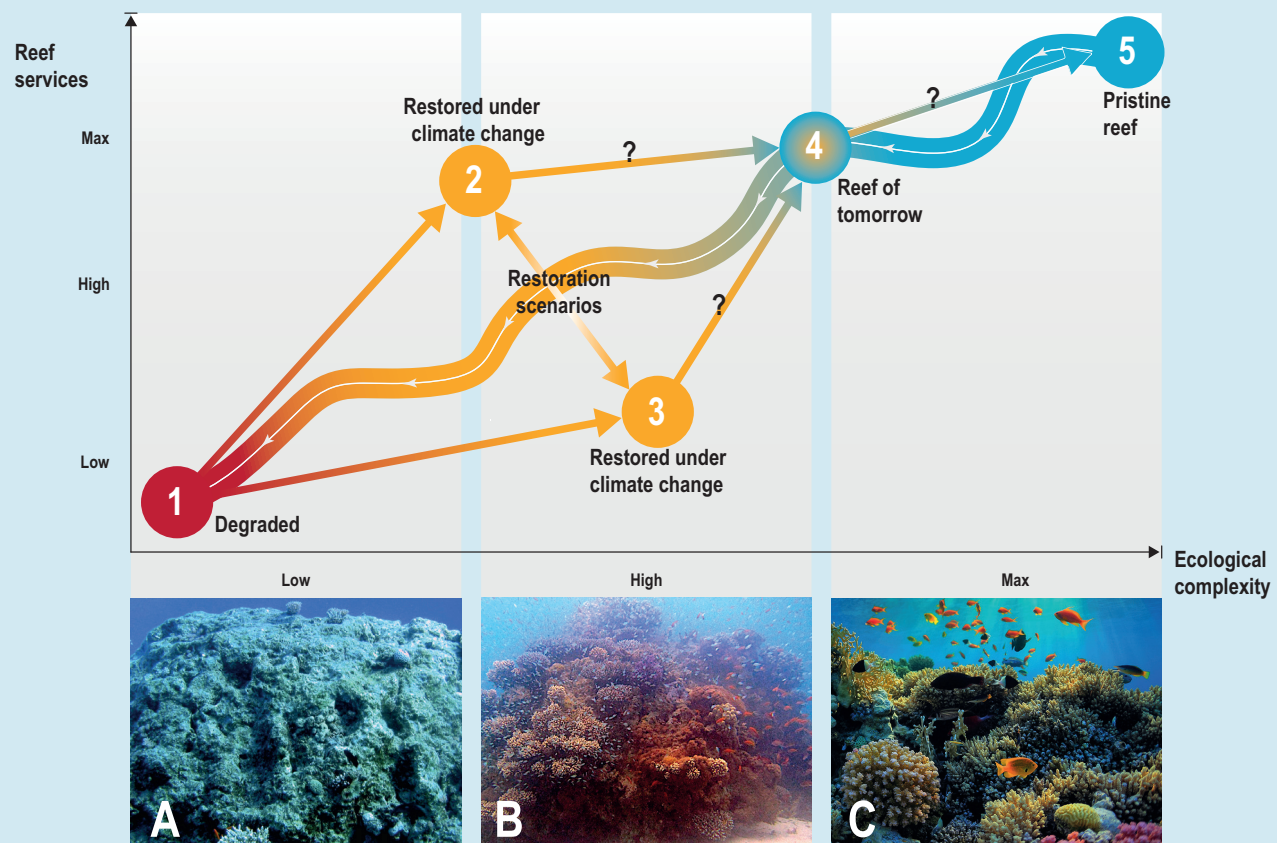 Reef
services
Max
High
Low
5
Pristine
reef
?
Restored under
climate change
2
?
4
Reef of
tomorrow
Restoration
scenarios
?
3
Restored under
climate change
1
Degraded
Low
High
Max
Ecological
complexity
A
B
C